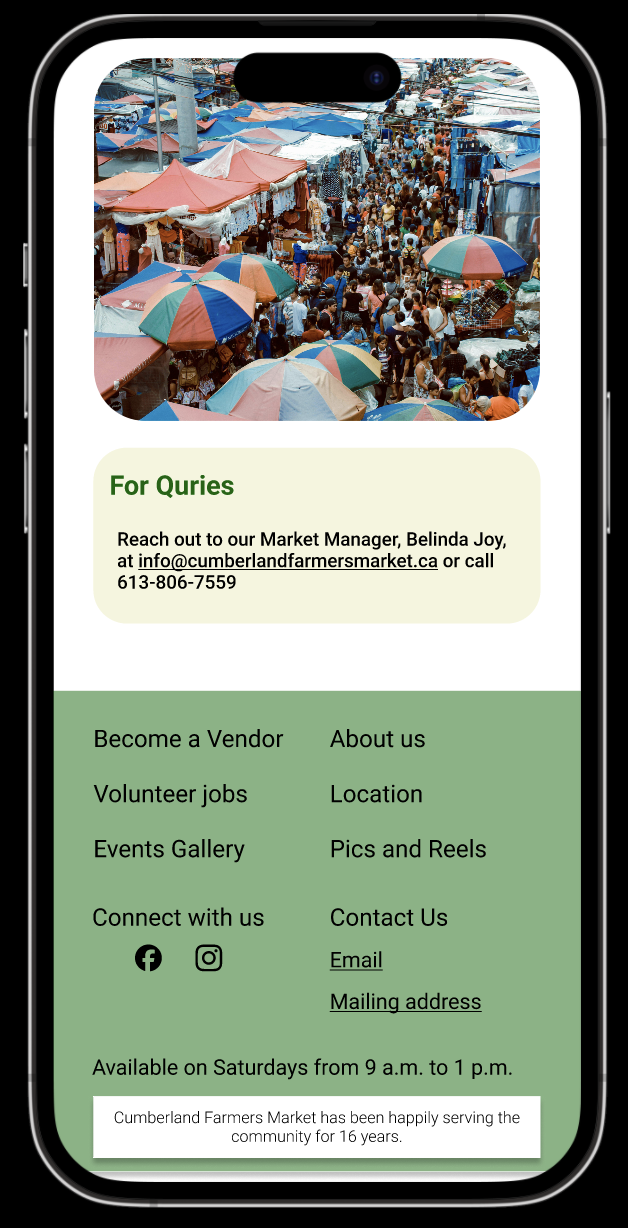 For Quries
Reach out to our Market Manager, Belinda Joy,
at info@cumberlandfarmersmarket.ca or call
613-806-7559
Become a Vendor
About us
Volunteer jobs
Location
Events Gallery
Pics and Reels
Connect with us
Contact Us
Email
Mailing address
Available on Saturdays from 9 a.m. to 1 p.m.
Cumberland Farmers Market has been happily serving the
community for 16 years.